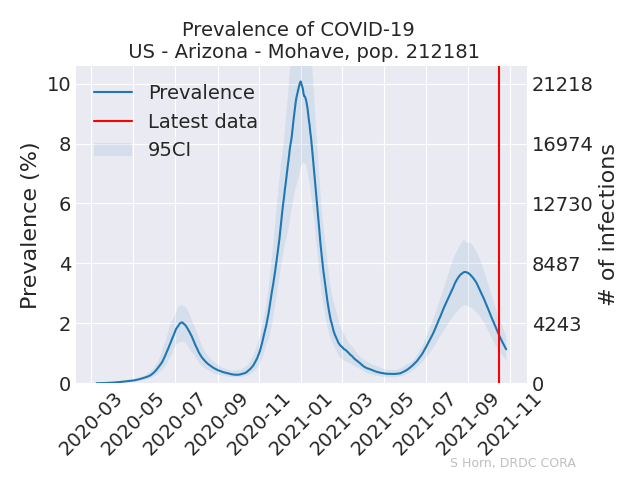 Prevalence of COVID-19
US - Arizona - Mohave, pop. 212181
Prevalence
Latest data
95CI
Prevalence (%)
10
8
6
4
2
0
21218
16974
12730
8487
4243
0
# of infections
2020-03
2020-05
2020-07
2020-09
2020-11
2021-01
2021-03
2021-05
2021-07
2021-09
2021-11
S Horn, DRDC CORA